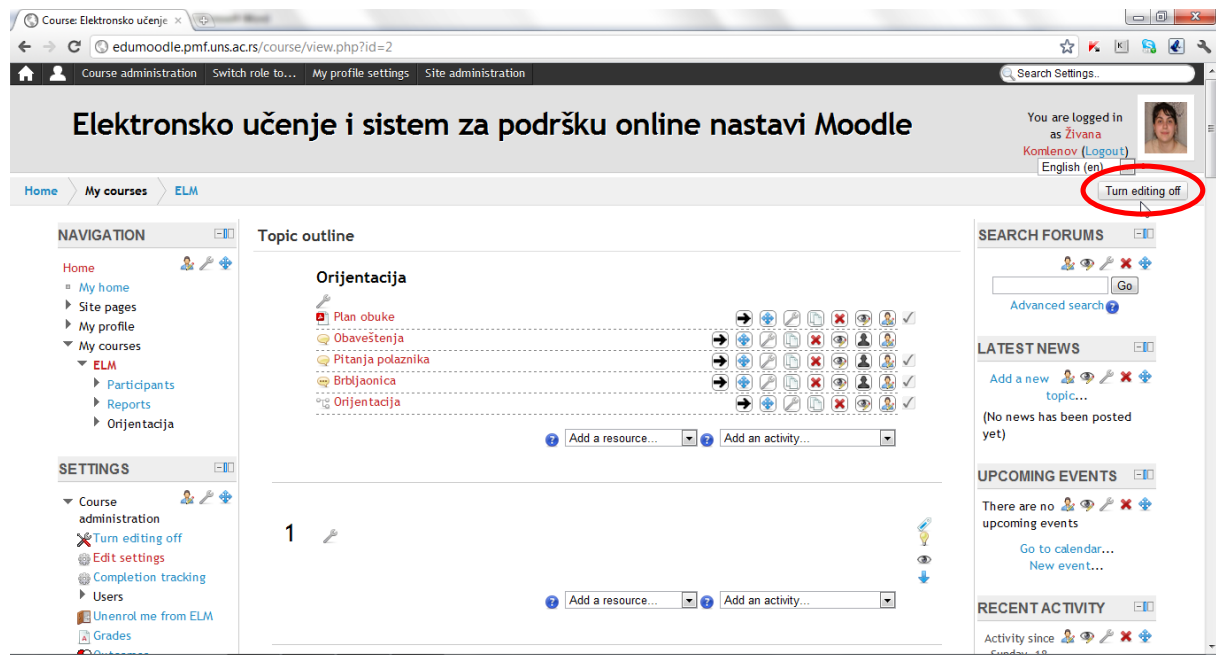 Course: Elektronsko učenje
edumoodle.pmf.uns.ac.rs/course/view.php?id=2
Course administration Switch role to... My profile settings Site administration
Search Settings..
Elektronsko učenje i sistem za podršku online nastavi Moodle
You are logged in
as Živana
Komlenov (Logout)
English (en)
Home My courses ELM
Turn editing off
NAVIGATION
Home
My home
Site pages
My profile
My courses
ELM
Participants
Reports
Orijentacija
SETTINGS
Course
administration
Turn editing off
Edit settings
Completion tracking
Users
Unenrol me from ELM
Grades
Outcomes
Topic outline
Orijentacija
Plan obuke
Obaveštenja
Pitanja polaznika
Brbljaonica
Orijentacija
Add a resource... Add an activity...
1
Add a resource... Add an activity...
SEARCH FORUMS
Go
Advanced search
LATEST NEWS
Add a new
topic...
(No news has been posted
yet)
UPCOMING EVENTS
There are no
upcoming events
Go to calendar...
New event...
RECENT ACTIVITY
Activity since
Sunday, 18